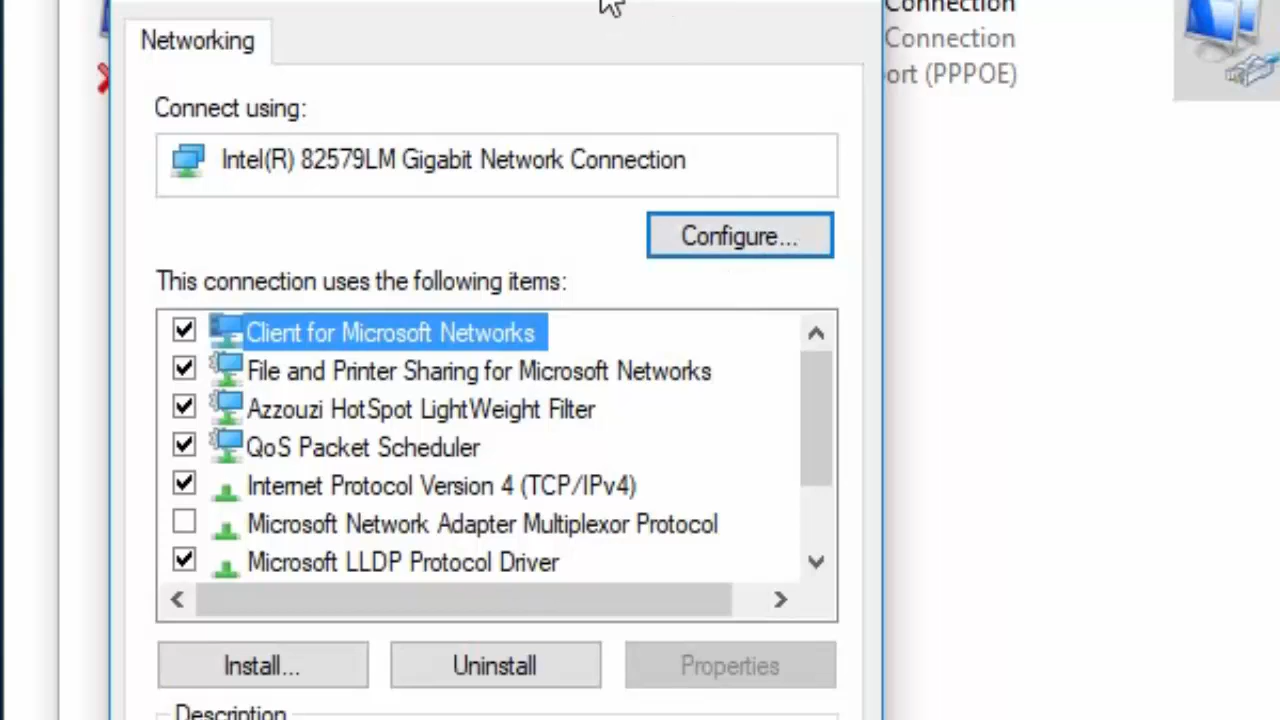 Connection
Networking
Connection
ort (PPPOE)
Connect using:
Intel(R) 82579LM Gigabit Network Connection
Configure...
This connection uses the following items:
Client for Microsoft Networks
File and Printer Sharing for Microsoft Networks
Azzouzi HotSpot LightWeight Filter
QoS Packet Scheduler
Internet Protocol Version 4 (TCP/IPv4)
Microsoft Network Adapter Multiplexor Protocol
Microsoft LLDP Protocol Driver
Install...
Uninstall
Properties
Description